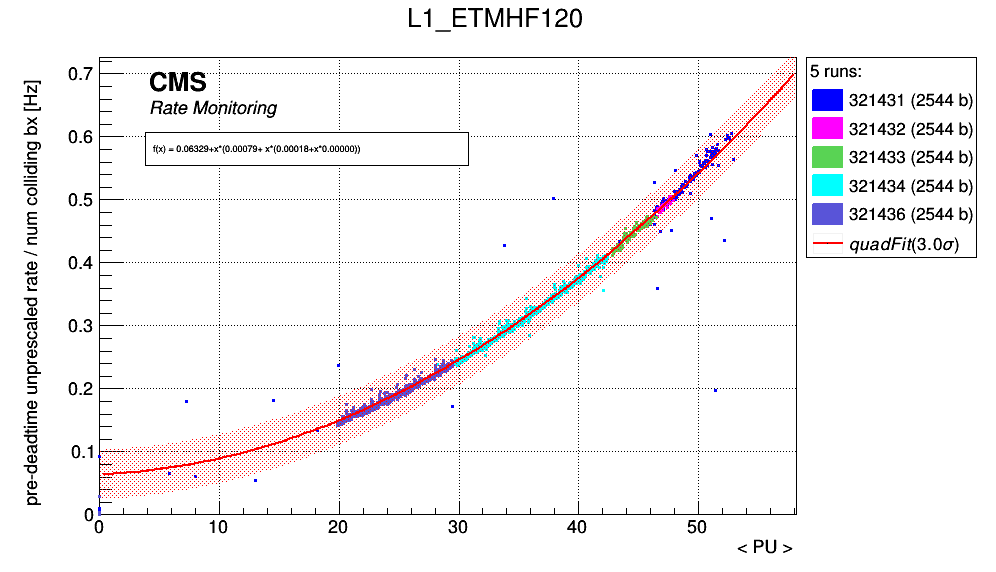 L1_ETMHF120
pre-deadtime unprescaled rate / num colliding bx [Hz]
0.7
0.6
0.5
0.4
0.3
0.2
0.1
0
CMS
Rate Monitoring
f(x) = 0.06329+x*(0.00079+ x*(0.00018+x*0.00000))
0 10 20 30 40 50
< PU >
5 runs:
321431 (2544 b)
321432 (2544 b)
321433 (2544 b)
321434 (2544 b)
321436 (2544 b)
quadFit(3.0σ)